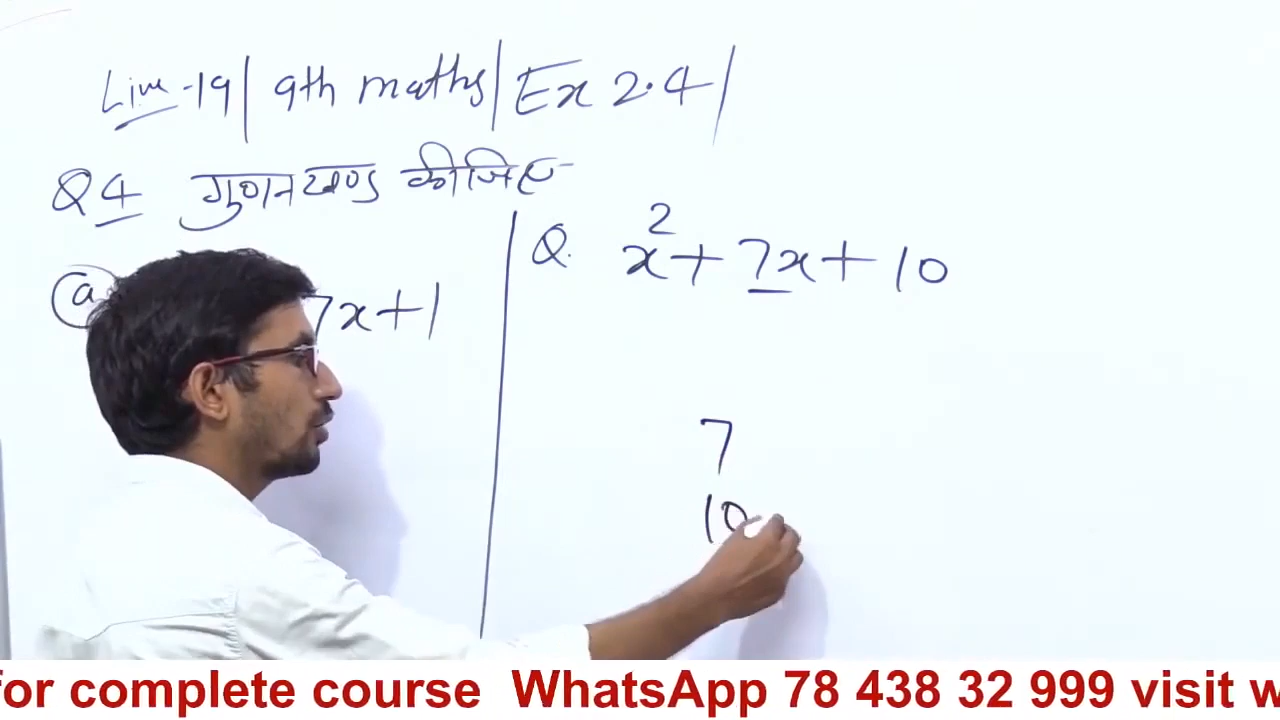 Live-19| 9th maths| Ex 2.4|
Q4 गुणनखण्ड कीजिए
(a) 7x+1
Q. x²+7x+10
7
10
for complete course WhatsApp 78 438 32 999 visit w